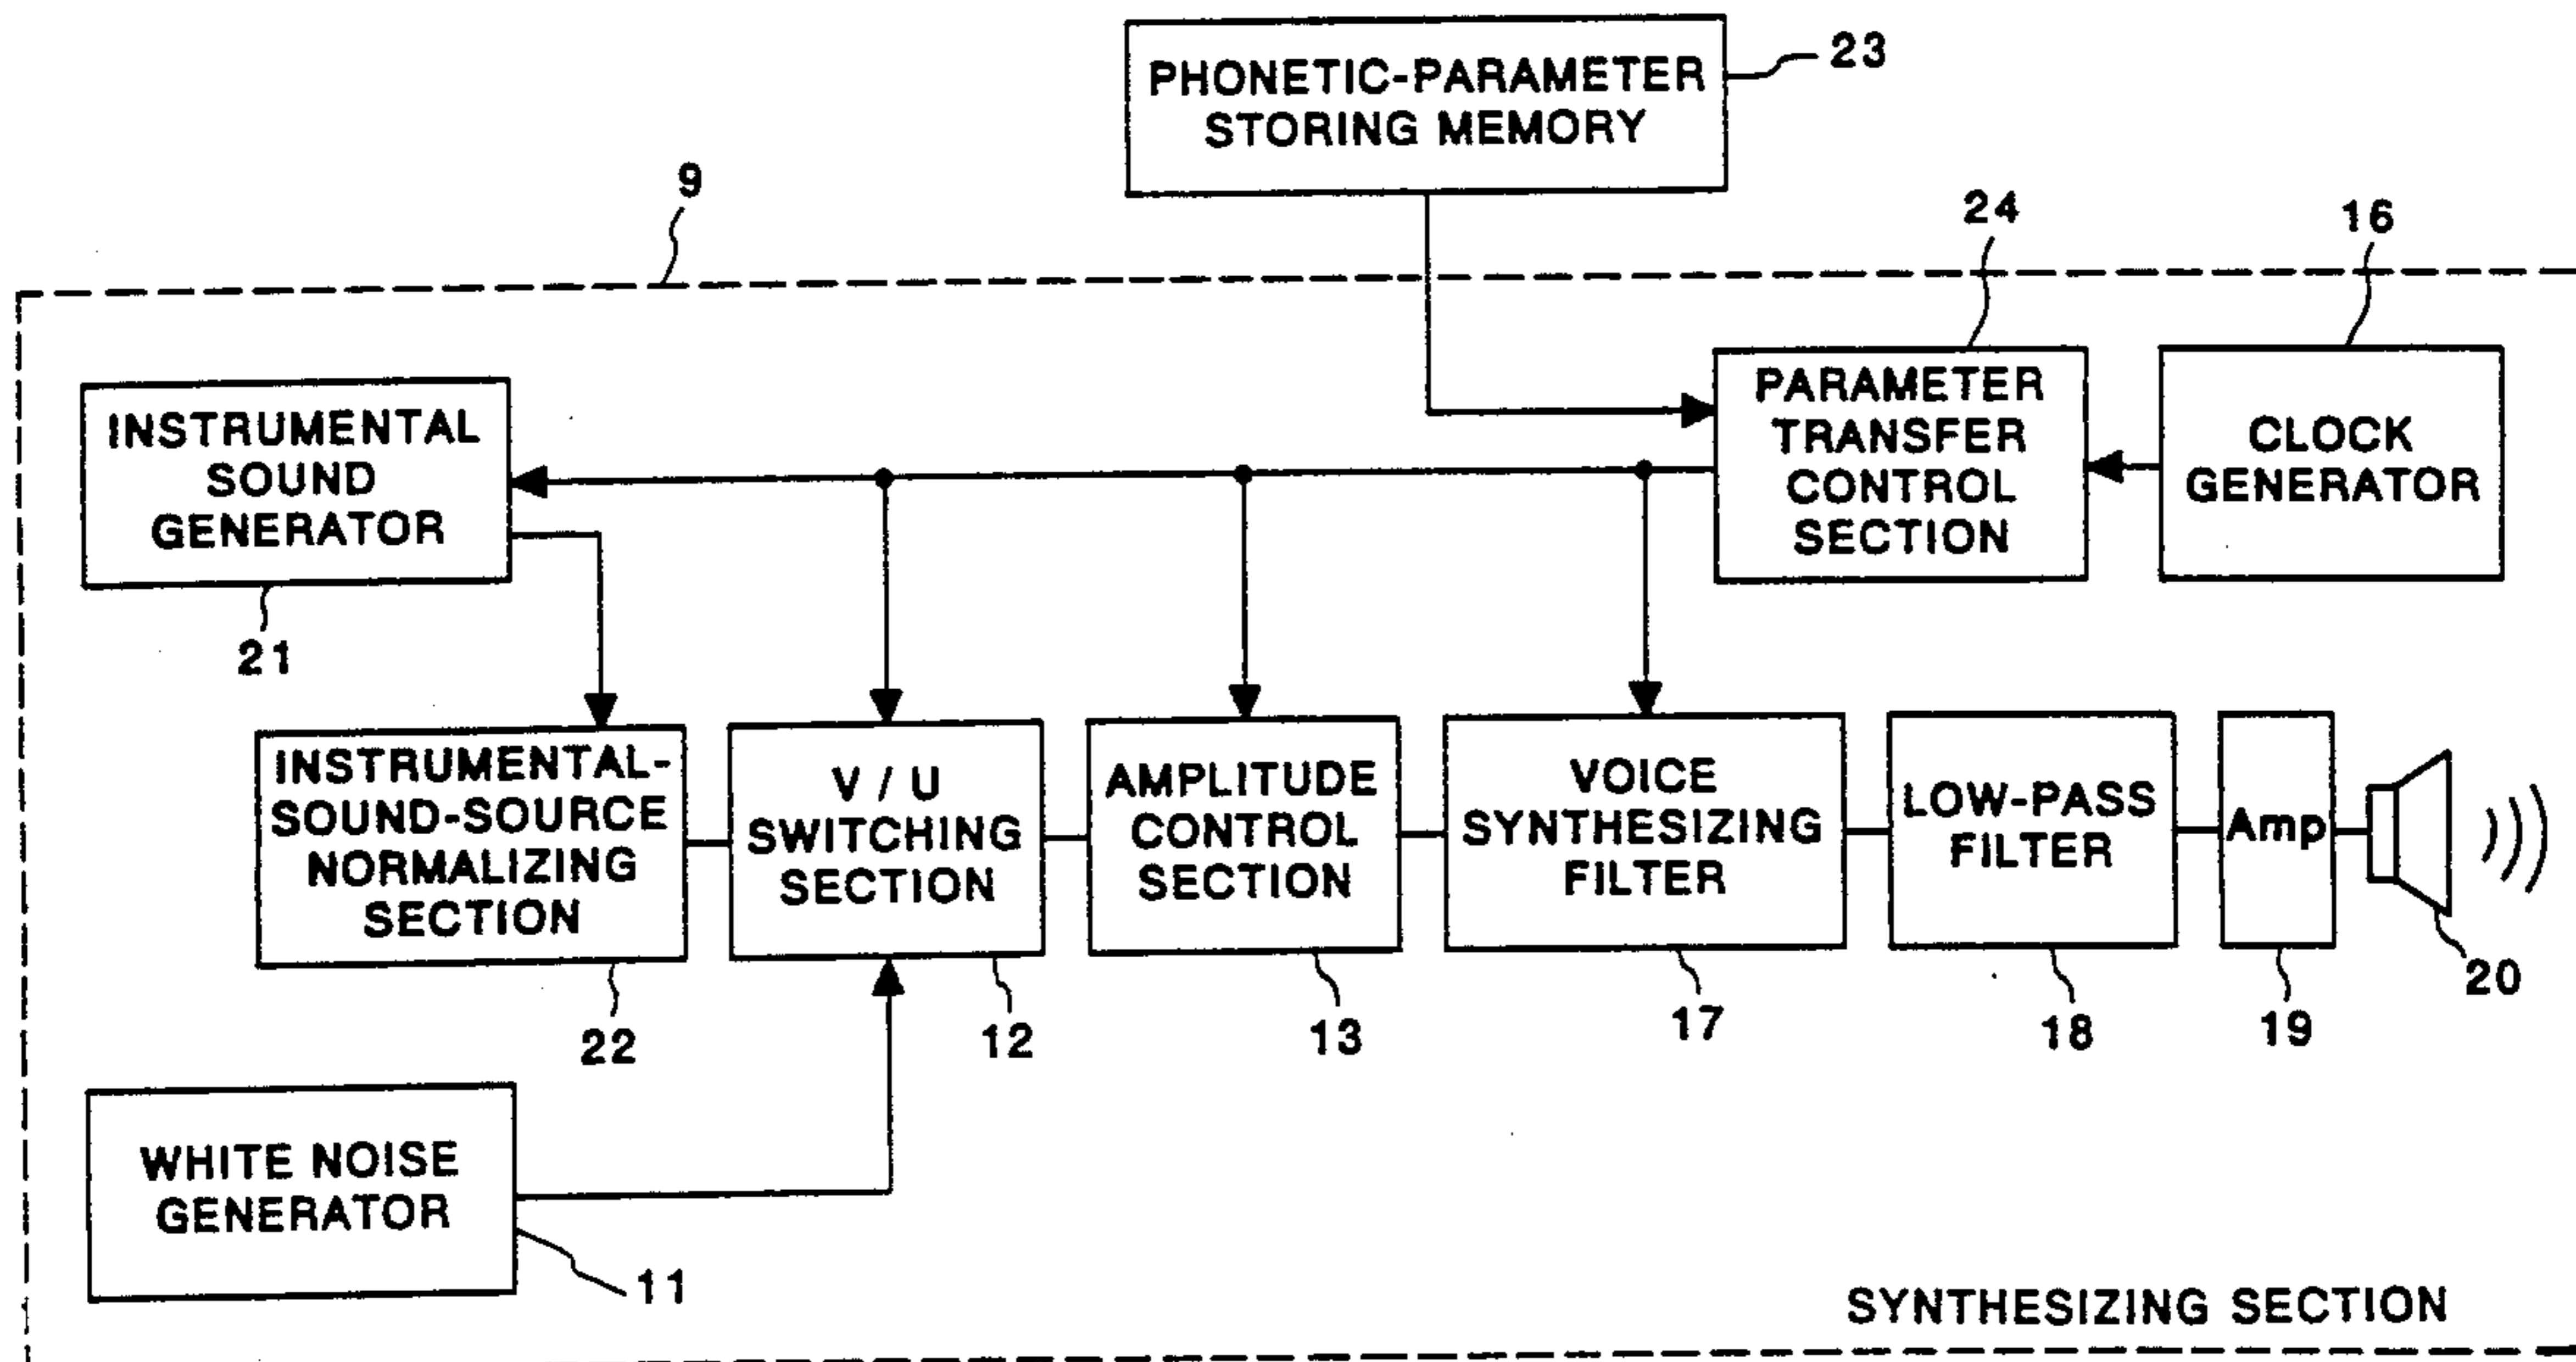 PHONETIC-PARAMETER
STORING MEMORY
23
9
24
16
INSTRUMENTAL
SOUND
GENERATOR
21
PARAMETER
TRANSFER
CONTROL
SECTION
CLOCK
GENERATOR
INSTRUMENTAL-
SOUND-SOURCE
NORMALIZING
SECTION
22
V / U
SWITCHING
SECTION
12
AMPLITUDE
CONTROL
SECTION
13
VOICE
SYNTHESIZING
FILTER
17
LOW-PASS
FILTER
18
Amp
19
20
WHITE NOISE
GENERATOR
11
SYNTHESIZING SECTION